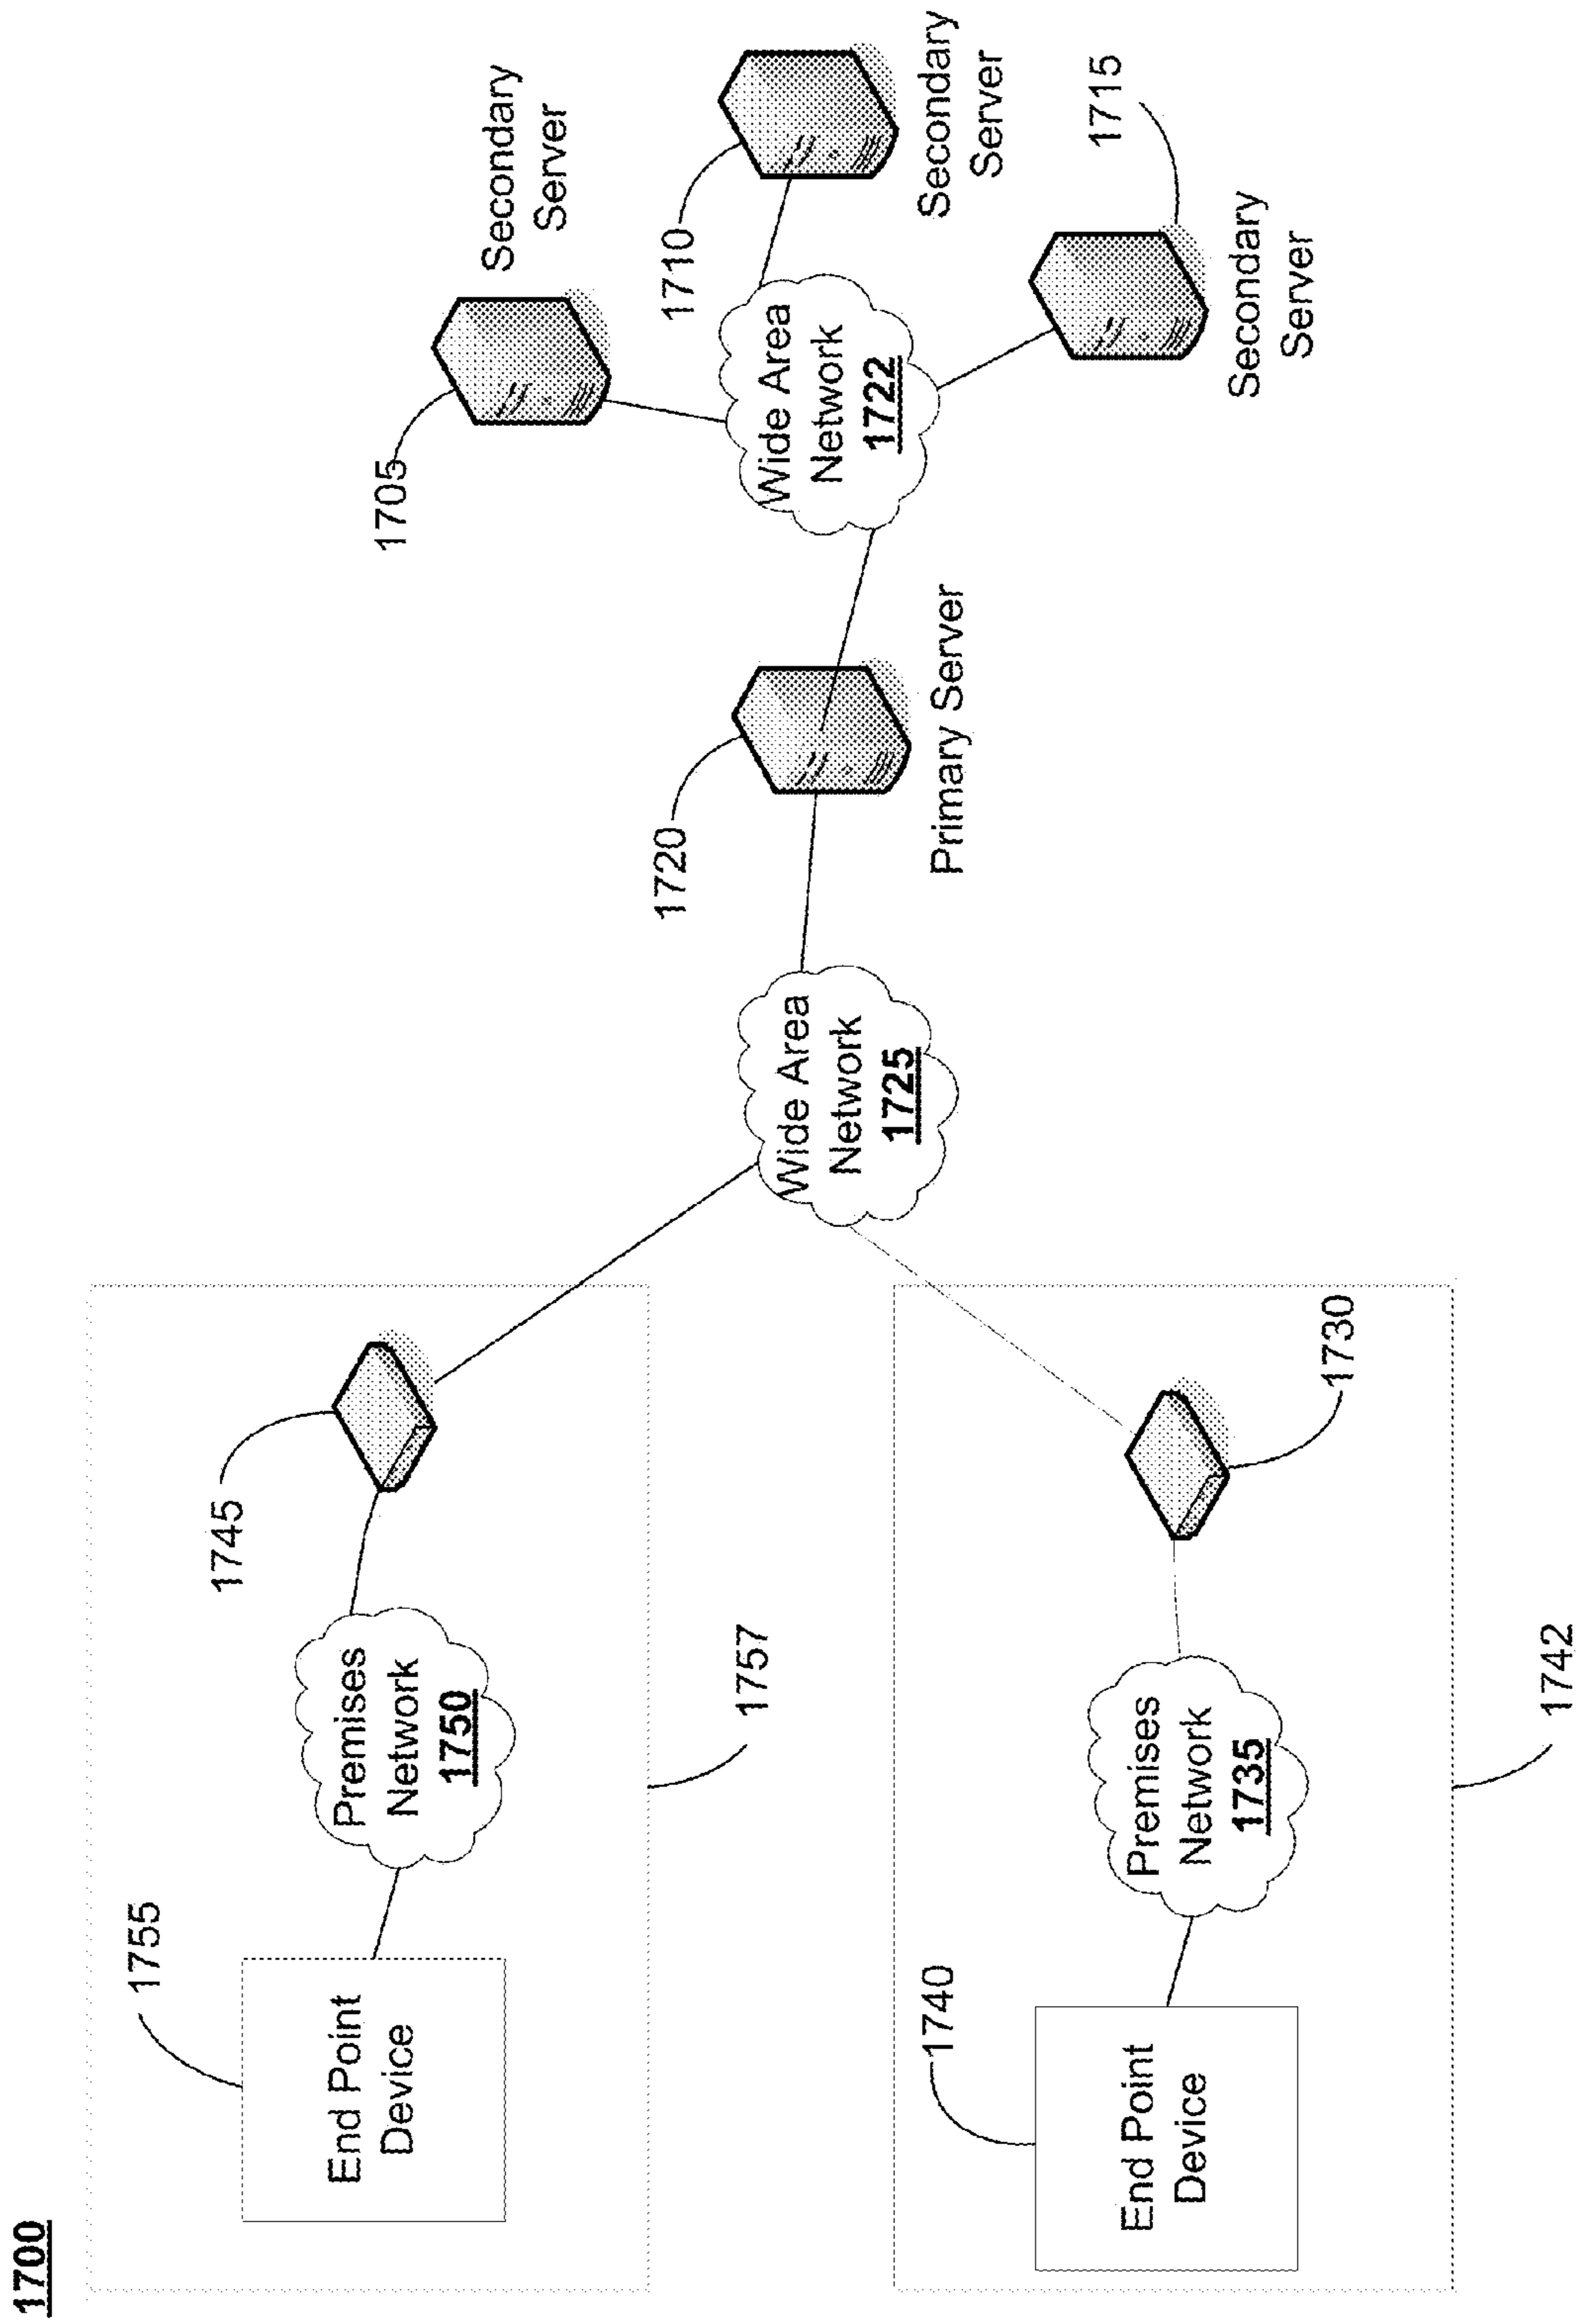 1700
1755
End Point
Device
Premises
Network
1750
1745
1757
1740
End Point
Device
Premises
Network
1735
1730
1742
Wide Area
Network
1725
1720
Primary Server
Wide Area
Network
1722
1705
Secondary
Server
1710
Secondary
Server
1715
Secondary
Server